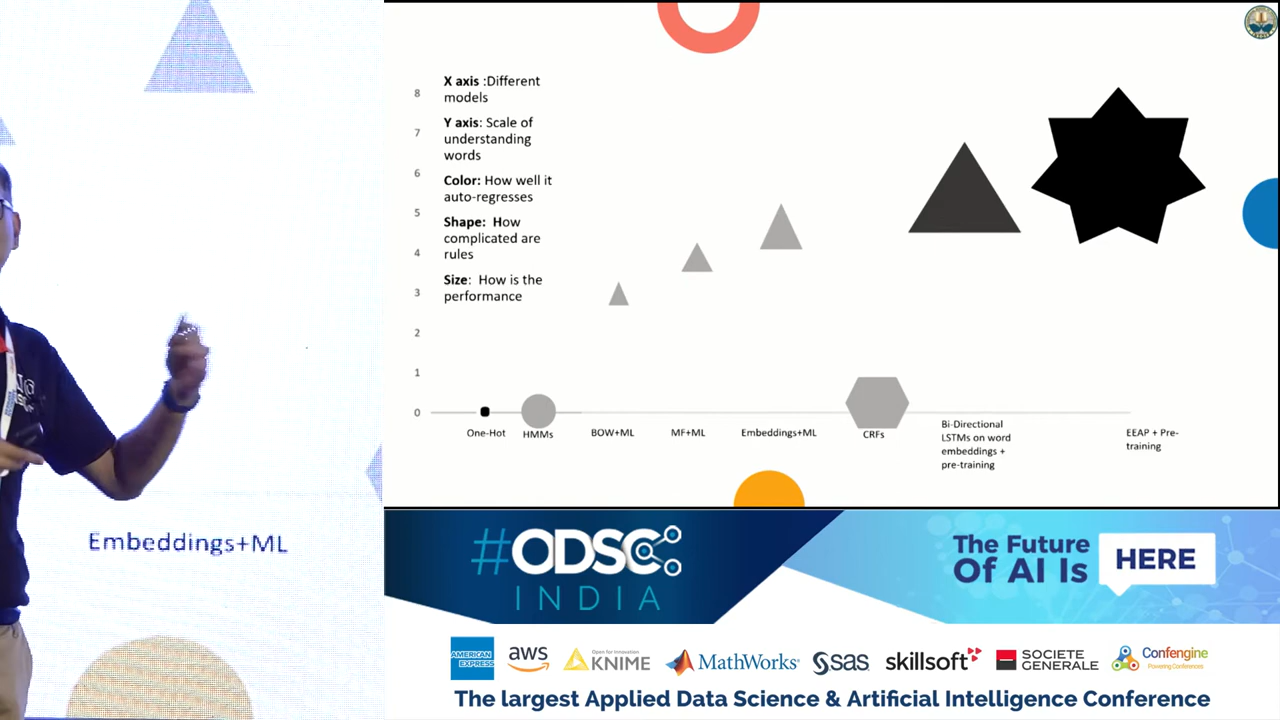 X axis :Different
models
Y axis: Scale of
understanding
words
Color: How well it
auto-regresses
Shape:  How
complicated are
rules
Size:  How is the
performance
8
7
6
5
4
3
2
1
0
One-Hot
HMMs
BOW+ML
MF+ML
Embeddings+ML
CRFs
Bi-Directional
LSTMs on word
embeddings +
pre-training
EEAP + Pre-
training
Embeddings+ML
#ODSC
INDIA
The Future
Of AI Is
HERE
AMERICAN
EXPRESS
aws
Open for Innovation
KNIME
MathWorks
sas
skillsoft
SOCIETE
GENERALE
Confengine
Powering Conferences
The largest Applied Data Science & Artificial Intelligence Conference